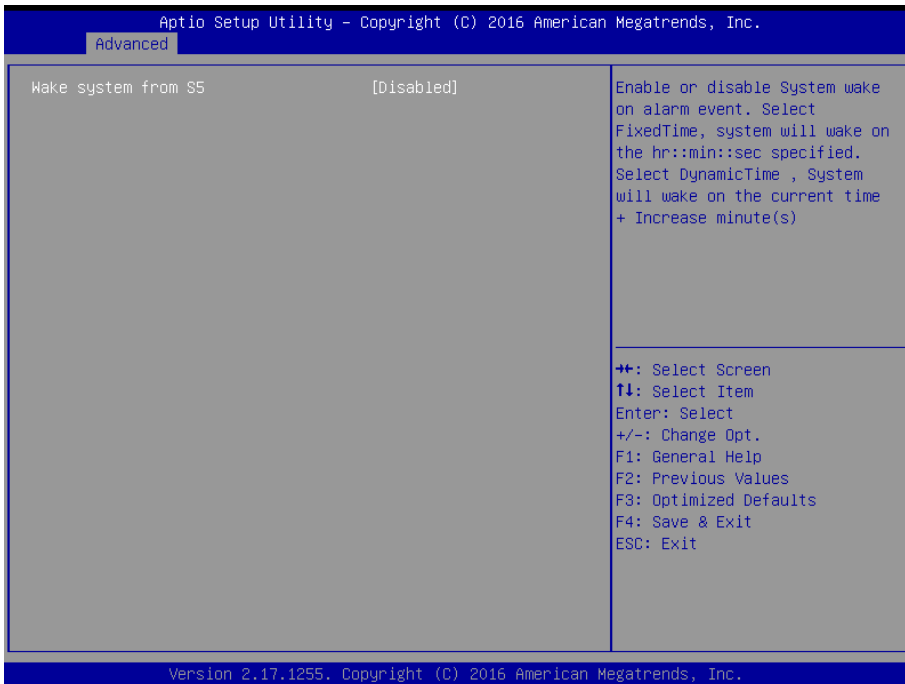 Aptio Setup Utility – Copyright (C) 2016 American Megatrends, Inc.
Advanced
Wake system from S5 [Disabled]
Enable or disable System wake
on alarm event. Select
FixedTime, system will wake on
the hr::min::sec specified.
Select DynamicTime , System
will wake on the current time
+ Increase minute(s)
→←: Select Screen
↑↓: Select Item
Enter: Select
+/-: Change Opt.
F1: General Help
F2: Previous Values
F3: Optimized Defaults
F4: Save & Exit
ESC: Exit
Version 2.17.1255. Copyright (C) 2016 American Megatrends, Inc.